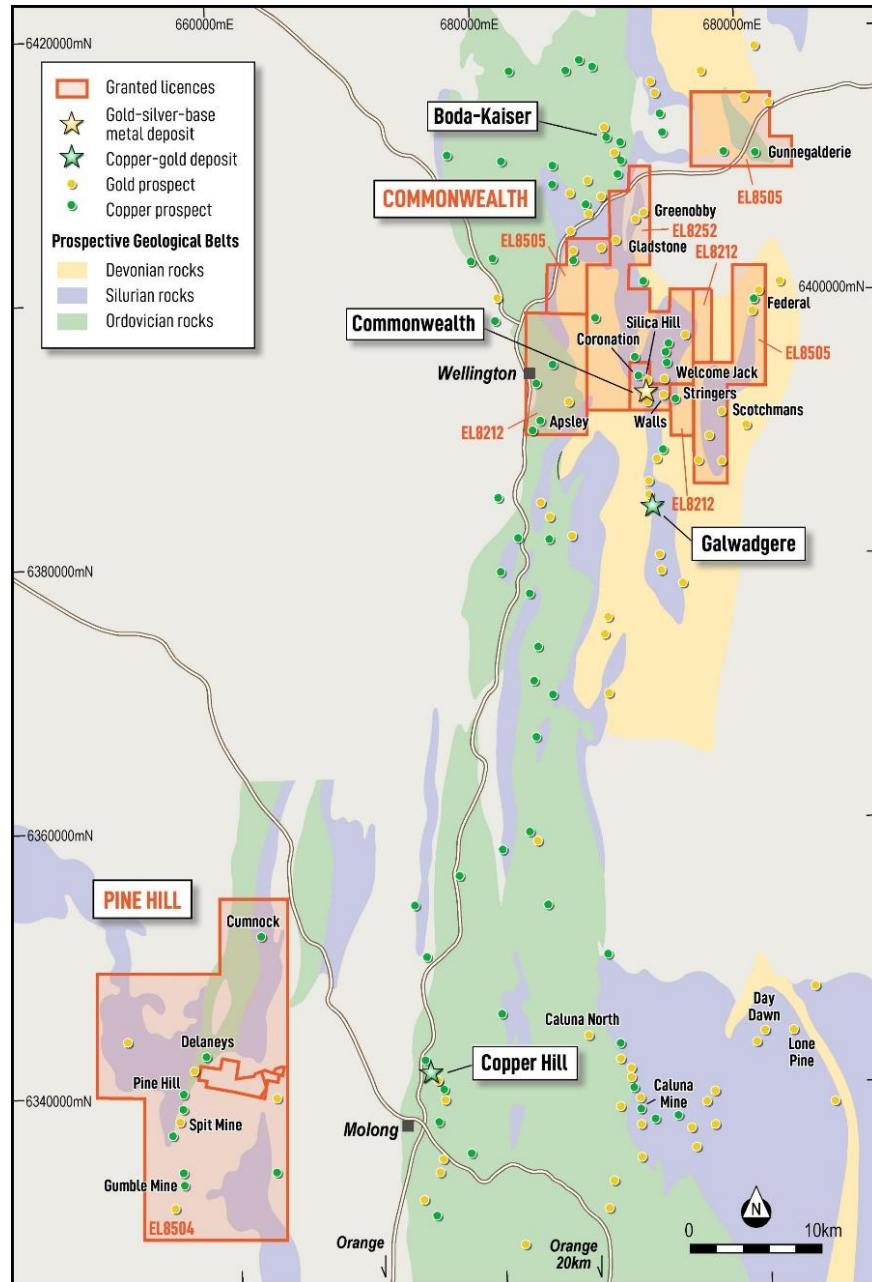 660000mE
680000mE
680000mE
6420000mN
Granted licences
Gold-silver-base
metal deposit
Copper-gold deposit
Gold prospect
Copper prospect
Prospective Geological Belts
Devonian rocks
Silurian rocks
Ordovician rocks
Boda-Kaiser
Gunnegalderie
EL8505
COMMONWEALTH
Greenobby
EL8252
Gladstone
EL8212
EL8505
6400000mN
Federal
Commonwealth
Silica Hill
Coronation
EL8505
Wellington
Welcome Jack
Stringers
Scotchmans
Walls
Apsley
EL8212
EL8212
Galwadgere
6380000mN
6360000mN
PINE HILL
Cumnock
Day
Dawn
Caluna North
Lone
Pine
Delaneys
Copper Hill
Pine Hill
Caluna
Mine
6340000mN
Spit Mine
Molong
Gumble Mine
EL8504
N
0
10km
Orange
Orange
20km